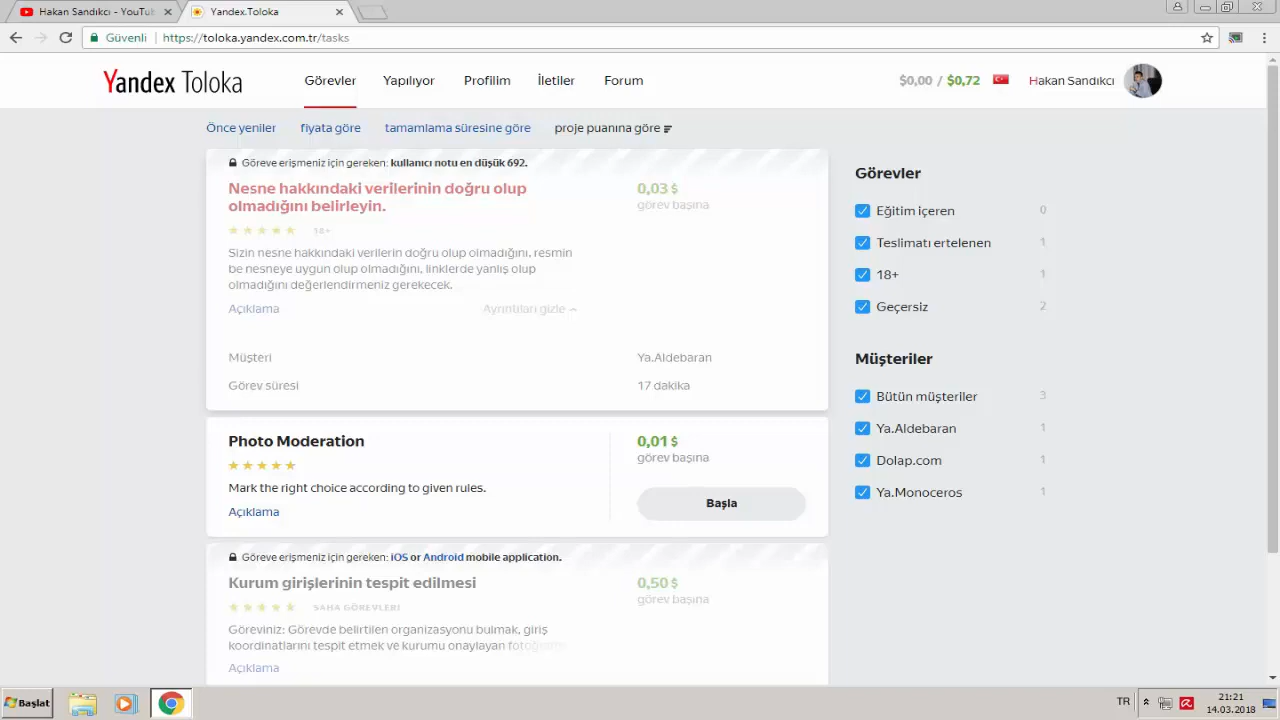 Hakan Sandıkcı - YouTu
Yandex.Toloka
Güvenli
https://toloka.yandex.com.tr/tasks
Yandex Toloka
Görevler
Yapılıyor
Profilim
İletiler
Forum
$0,00 / $0,72
Hakan Sandıkcı
Önce yeniler
fiyata göre
tamamlama süresine göre
proje puanına göre
Göreve erişmeniz için gereken: kullanıcı notu en düşük 692.
Nesne hakkındaki verilerinin doğru olup
olmadığını belirleyin.
0,03 $
görev başına
18+
Sizin nesne hakkındaki verilerin doğru olup olmadığını, resmin
be nesneye uygun olup olmadığını, linklerde yanlış olup
olmadığını değerlendirmeniz gerekecek.
Açıklama
Ayrıntıları gizle
Müşteri
Ya.Aldebaran
Görev süresi
17 dakika
Photo Moderation
0,01 $
görev başına
Mark the right choice according to given rules.
Açıklama
Başla
Göreve erişmeniz için gereken: iOS or Android mobile application.
Kurum girişlerinin tespit edilmesi
0,50 $
görev başına
SAHA GÖREVLERİ
Göreviniz: Görevde belirtilen organizasyonu bulmak, giriş
koordinatlarını tespit etmek ve kurumu onaylayan
Açıklama
Görevler
Eğitim içeren 0
Teslimatı ertelenen 1
18+ 1
Geçersiz 2
Müşteriler
Bütün müşteriler 3
Ya.Aldebaran 1
Dolap.com 1
Ya.Monoceros 1
Başlat
TR
21:21
14.03.2018